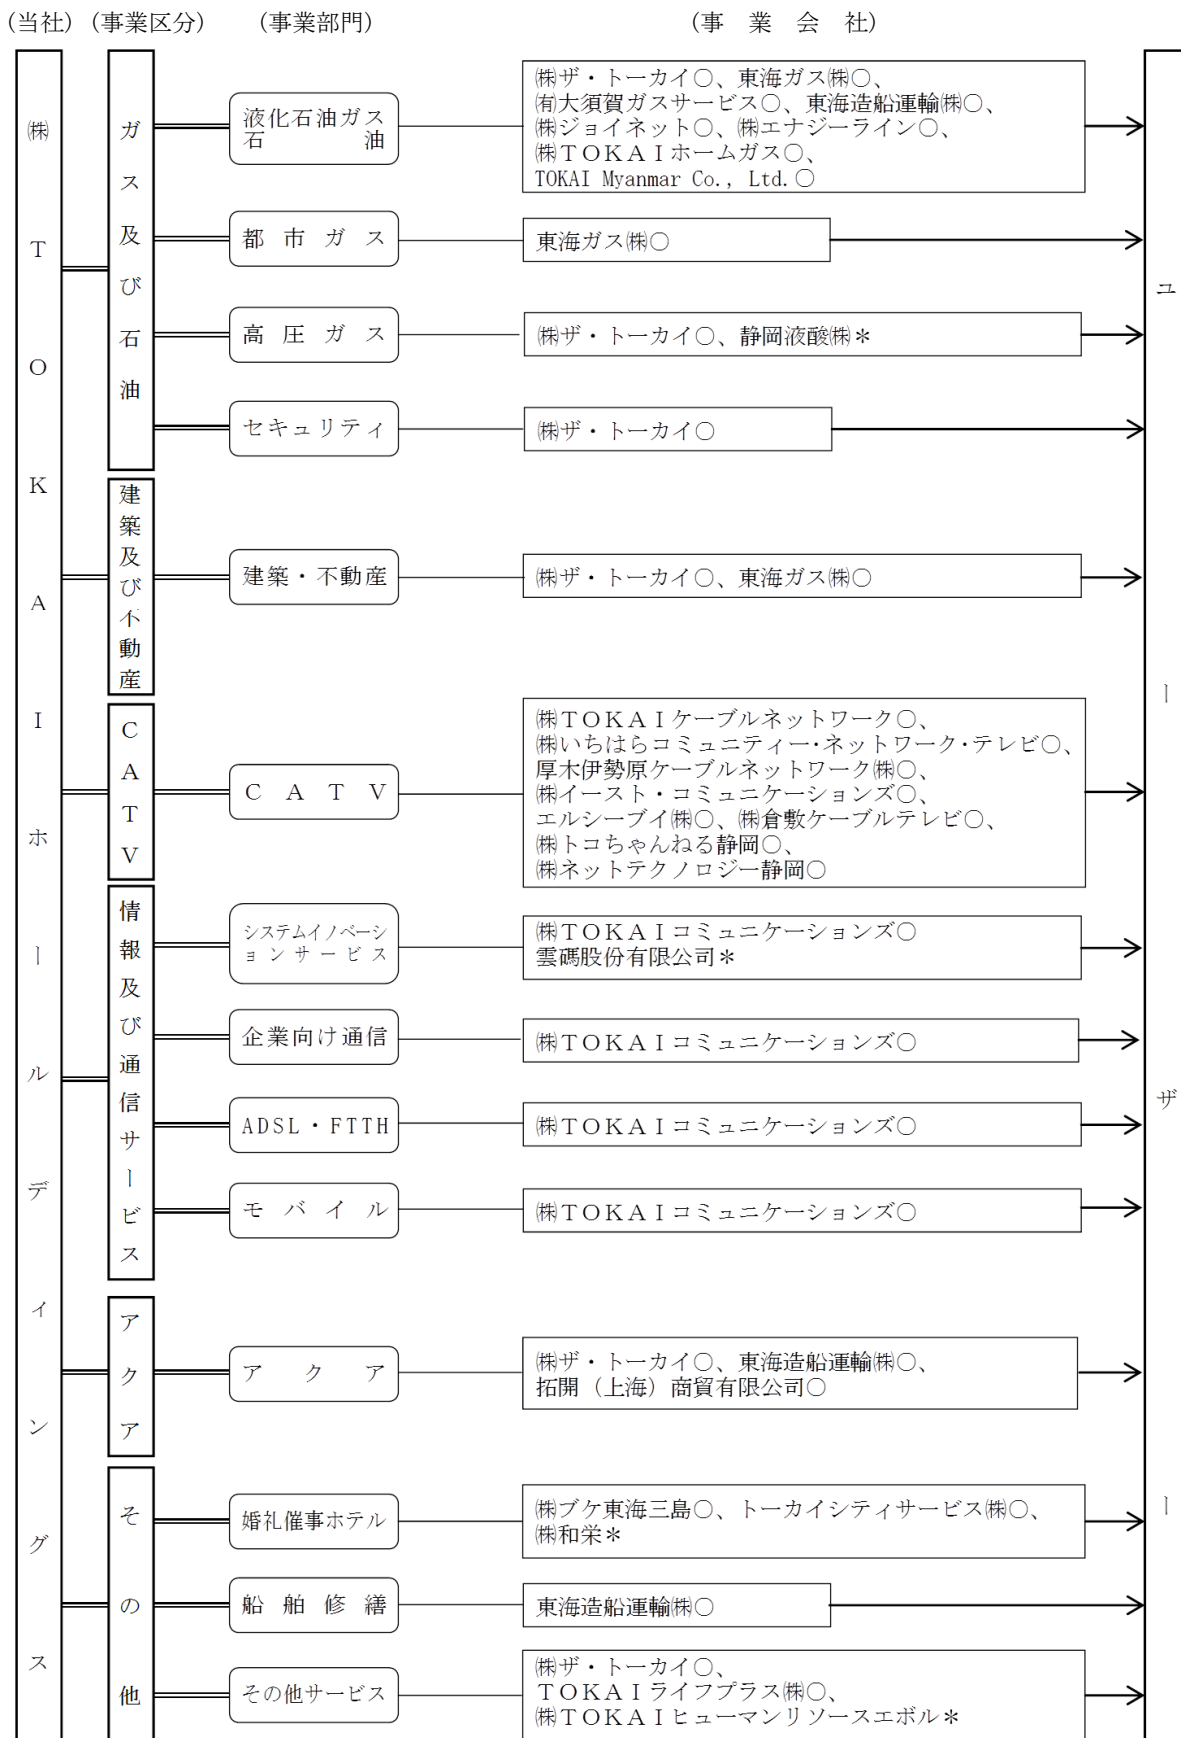 (当社) (事業区分) (事業部門) (事 業 会 社)
㈱TOKAIホールディングス
ガス及び石油
液化石油ガス
石 油
㈱ザ・トーカイ○、東海ガス㈱○、
㈲大須賀ガスサービス○、東海造船運輸㈱○、
㈱ジョイネット○、㈱エナジーライン○、
㈱TOKAIホームガス○、
TOKAI Myanmar Co., Ltd.○
都 市 ガ ス
東海ガス㈱○
高 圧 ガ ス
㈱ザ・トーカイ○、静岡液酸㈱*
セキュリティ
㈱ザ・トーカイ○
建築及び不動産
建築・不動産
㈱ザ・トーカイ○、東海ガス㈱○
CATV
C A T V
㈱TOKAIケーブルネットワーク○、
㈱いちはらコミュニティー・ネットワーク・テレビ○、
厚木伊勢原ケーブルネットワーク㈱○、
㈱イースト・コミュニケーションズ○、
エルシーブイ㈱○、㈱倉敷ケーブルテレビ○、
㈱トコちゃんねる静岡○、
㈱ネットテクノロジー静岡○
情報及び通信サービス
システムイノベーシ
ョンサービス
㈱TOKAIコミュニケーションズ○
雲碼股份有限公司*
企業向け通信
㈱TOKAIコミュニケーションズ○
ADSL・FTTH
㈱TOKAIコミュニケーションズ○
モ バ イ ル
㈱TOKAIコミュニケーションズ○
アクア
ア ク ア
㈱ザ・トーカイ○、東海造船運輸㈱○、
拓開(上海)商貿有限公司○
その他
婚礼催事ホテル
㈱ブケ東海三島○、トーカイシティサービス㈱○、
㈱和栄*
船 舶 修 繕
東海造船運輸㈱○
その他サービス
㈱ザ・トーカイ○、
TOKAIライフプラス㈱○、
㈱TOKAIヒューマンリソースエボル*
ユーザー